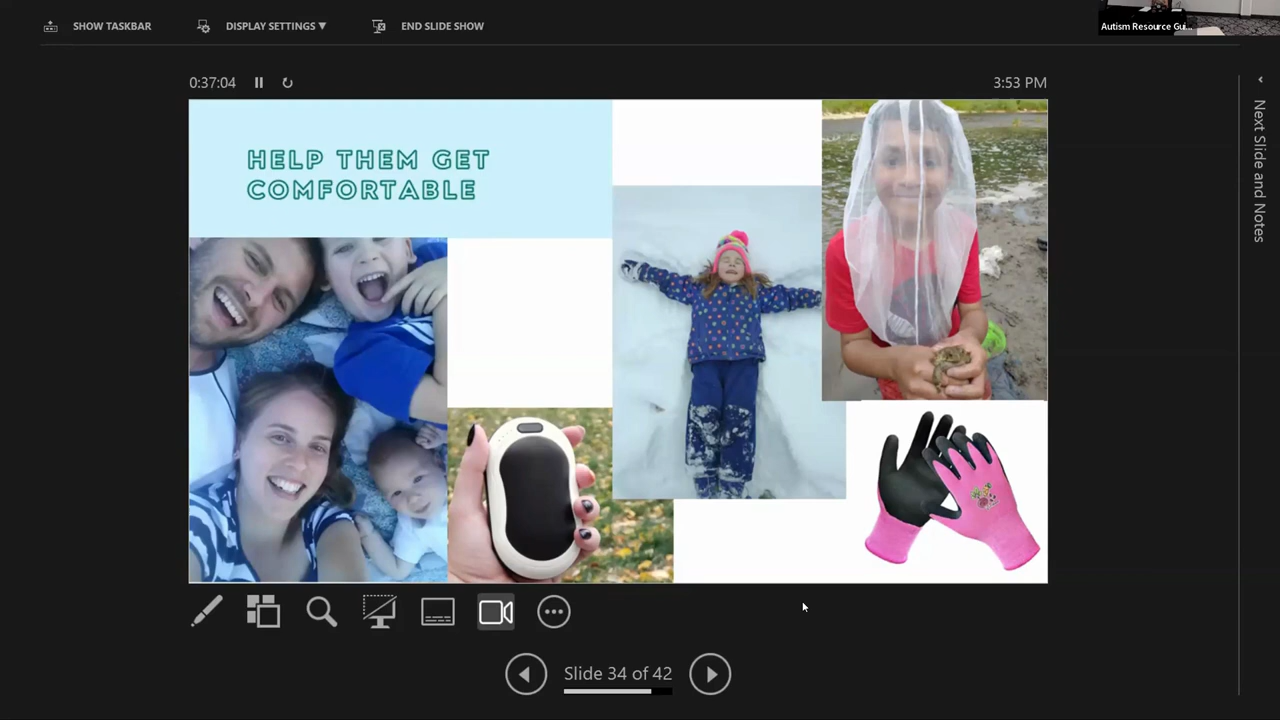 SHOW TASKBAR
DISPLAY SETTINGS ▼
END SLIDE SHOW
Autism Resource Gui...
0:37:04
3:53 PM
Next Slide and Notes
HELP THEM GET
COMFORTABLE
Slide 34 of 42